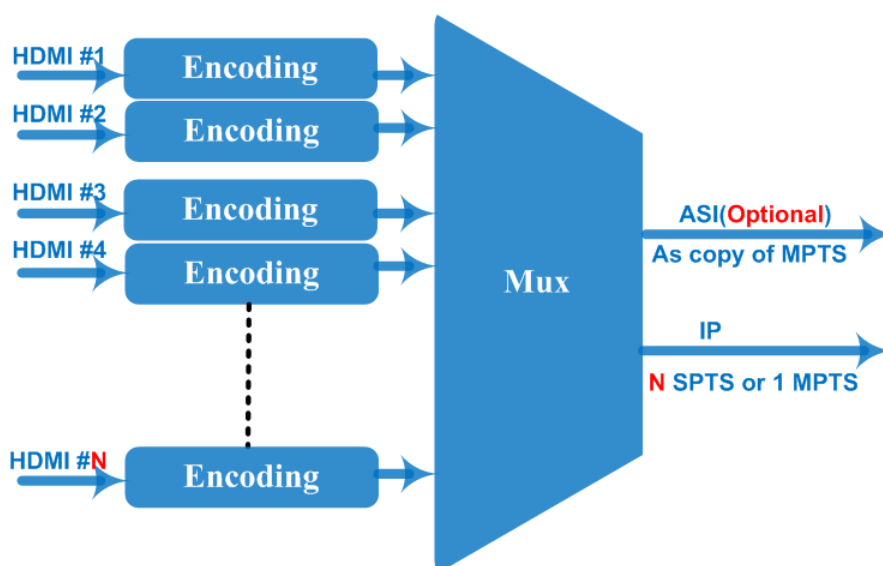 HDMI #1
Encoding
HDMI #2
Encoding
HDMI #3
Encoding
HDMI #4
Encoding
HDMI #N
Encoding
Mux
ASI(Optional)
As copy of MPTS
IP
N SPTS or 1 MPTS